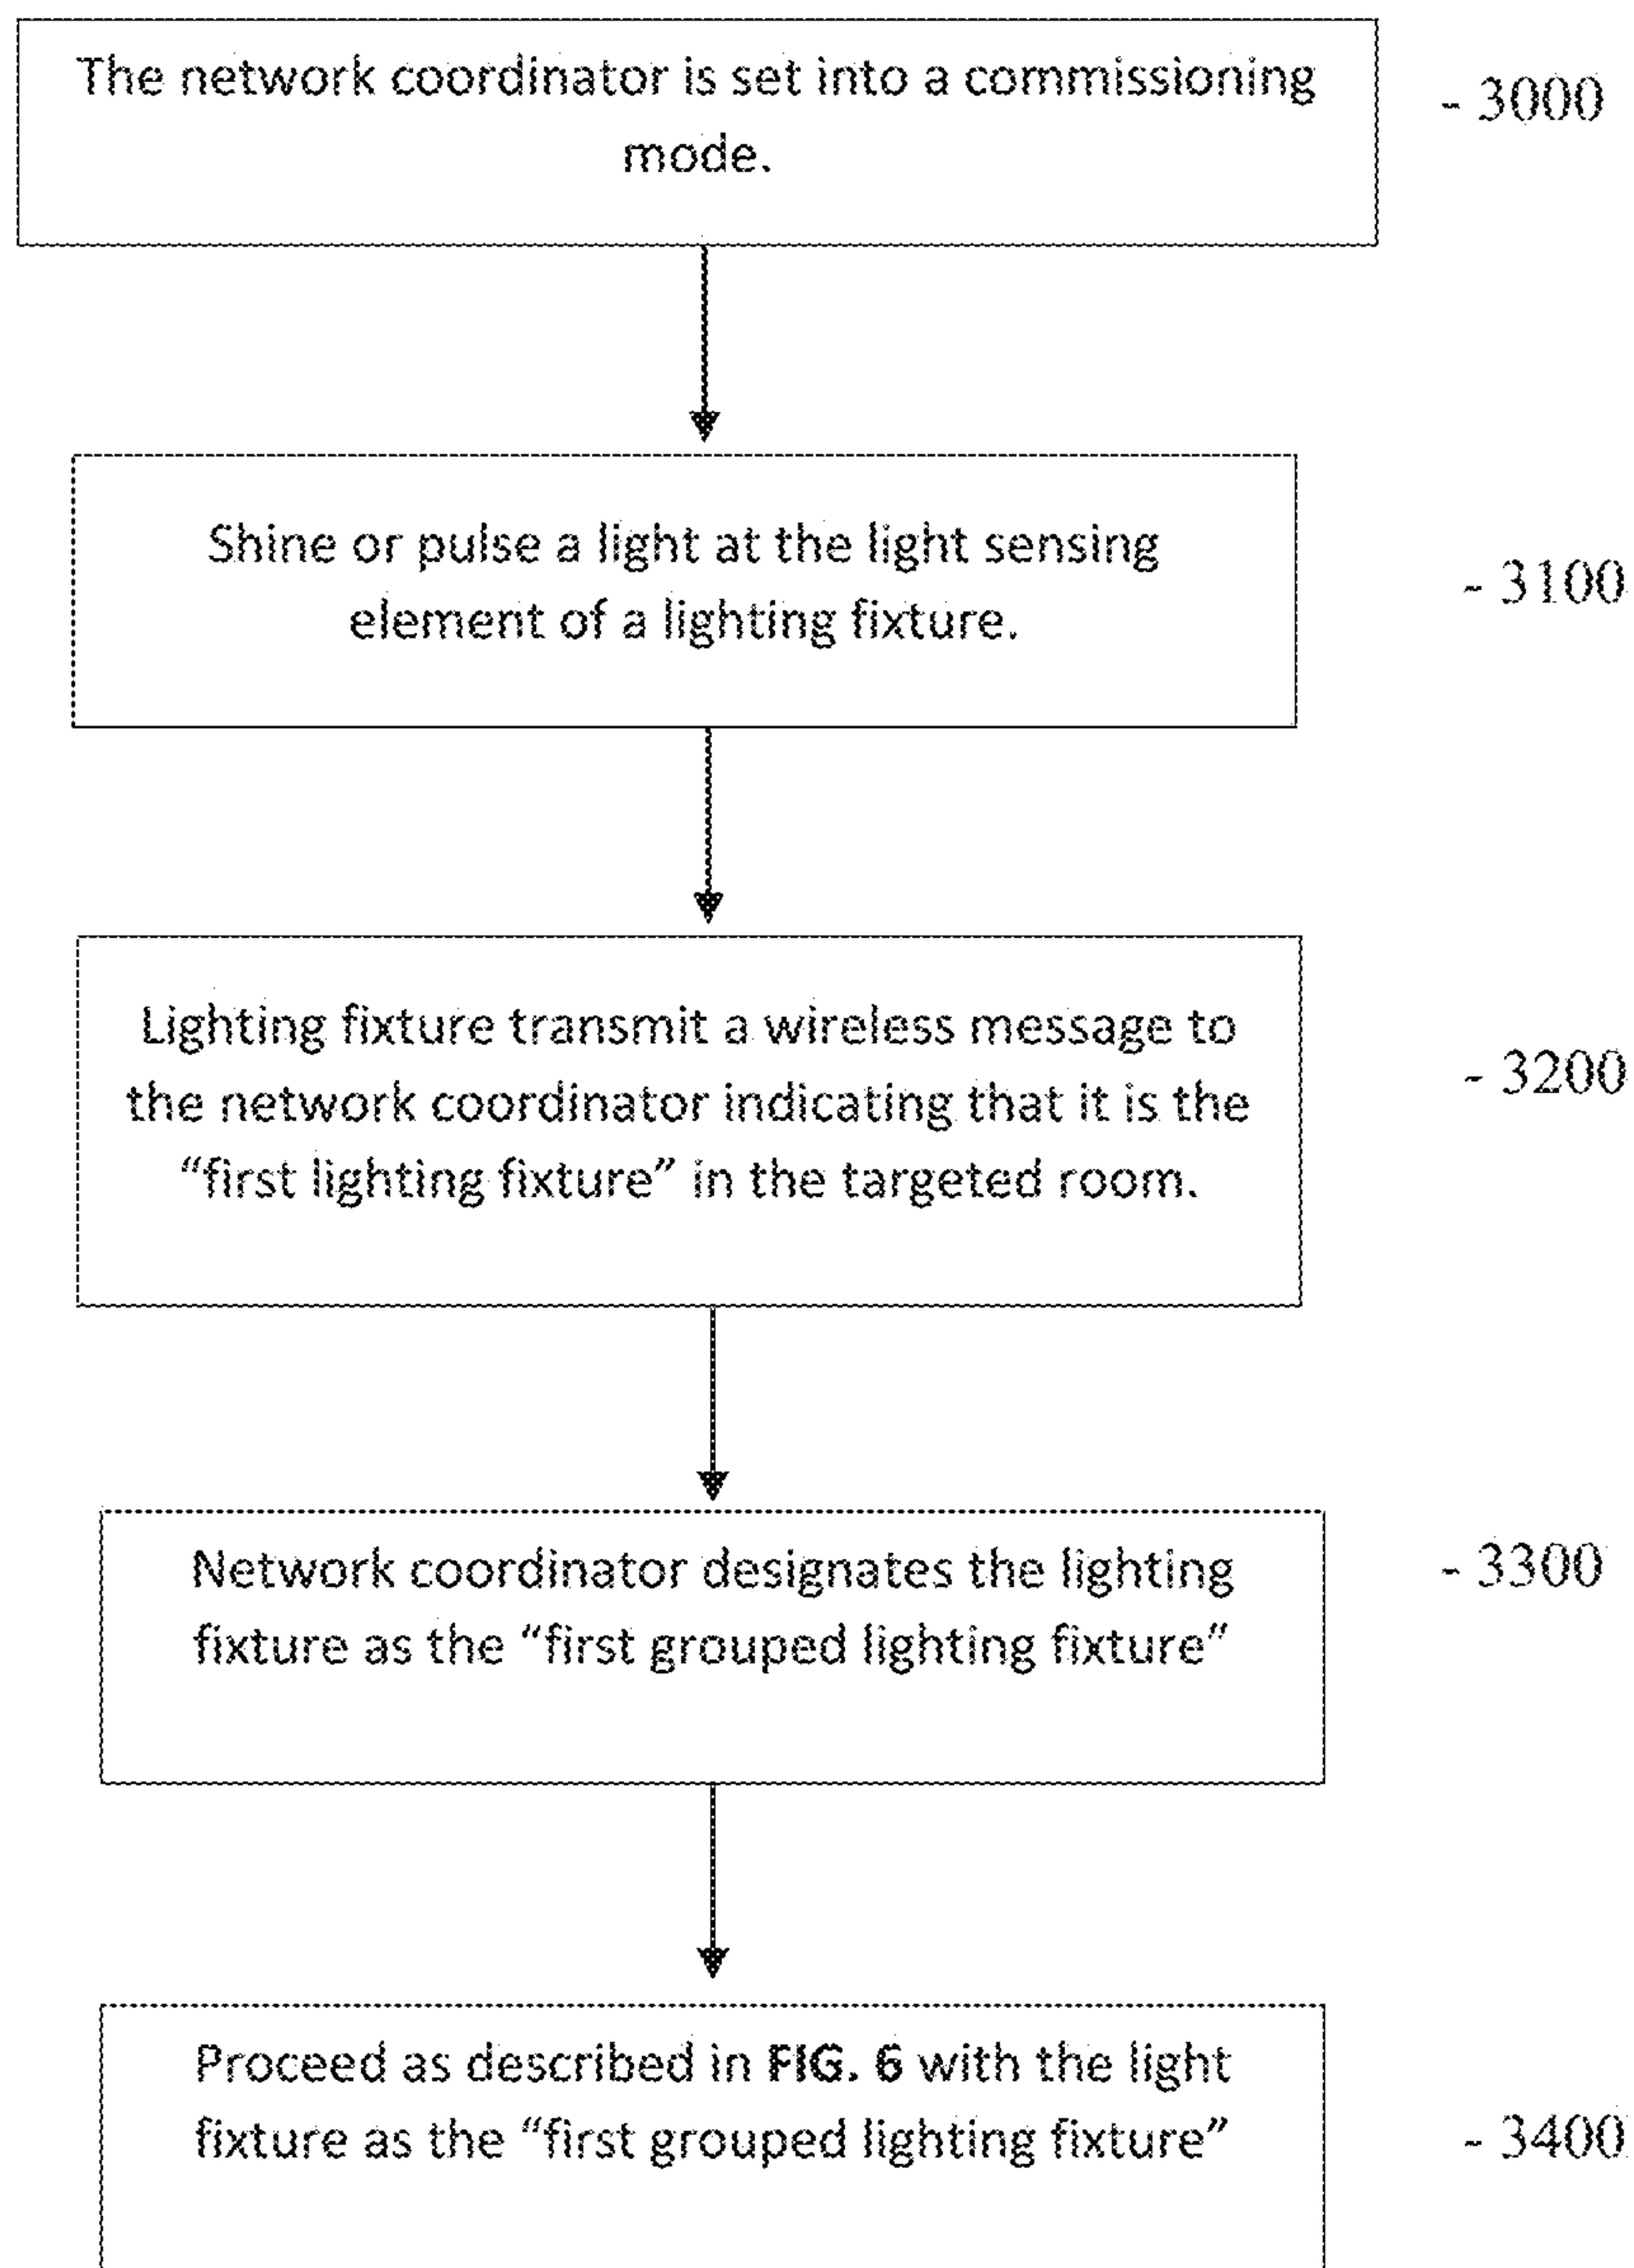 The network coordinator is set into a commissioning
mode.
- 3000
Shine or pulse a light at the light sensing
element of a lighting fixture.
- 3100
Lighting fixture transmit a wireless message to
the network coordinator indicating that it is the
“first lighting fixture” in the targeted room.
- 3200
Network coordinator designates the lighting
fixture as the “first grouped lighting fixture”
- 3300
Proceed as described in FIG. 6 with the light
fixture as the “first grouped lighting fixture”
- 3400